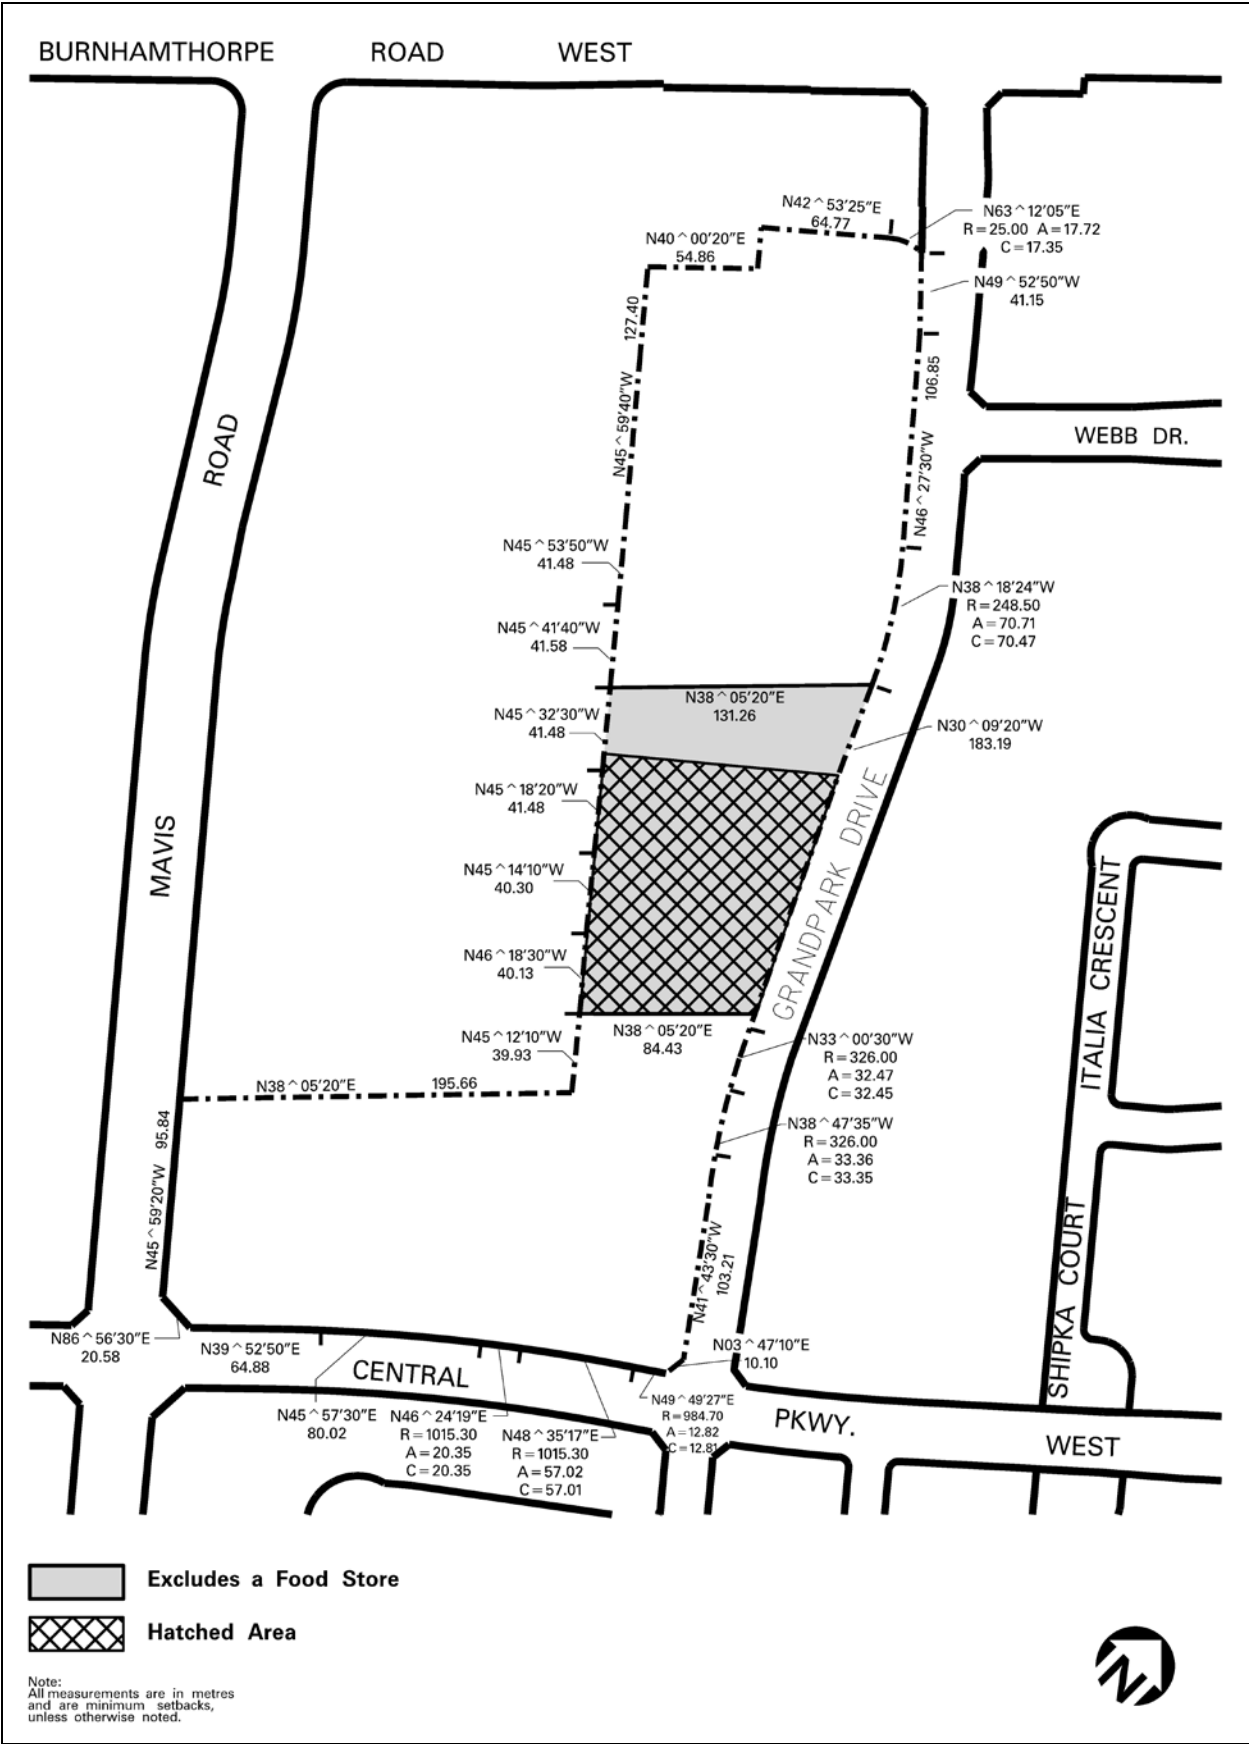 BURNHAMTHORPE ROAD WEST
N42^53'25"E
64.77
N63^12'05"E
R=25.00 A=17.72
C=17.35
N40^00'20"E
54.86
N49^52'50"W
41.15
127.40
N45^59'40"W
106.85
N46^27'30"W
WEBB DR.
ROAD
MAVIS
N45^53'50"W
41.48
N38^18'24"W
R=248.50
A=70.71
C=70.47
N45^41'40"W
41.58
N38^05'20"E
131.26
N45^32'30"W
41.48
N30^09'20"W
183.19
N45^18'20"W
41.48
GRANDPARK DRIVE
N45^14'10"W
40.30
ITALIA CRESCENT
N46^18'30"W
40.13
N38^05'20"E
84.43
N45^12'10"W
39.93
N33^00'30"W
R=326.00
A=32.47
C=32.45
N38^05'20"E 195.66
N38^47'35"W
R=326.00
A=33.36
C=33.35
N45^59'20"W 95.84
N41^43'30"W
103.21
SHIPKA COURT
N86^56'30"E
20.58
N39^52'50"E
64.88
N03^47'10"E
10.10
CENTRAL
PKWY.
WEST
N49^49'27"E
R=984.70
A=12.82
C=12.81
N45^57'30"E
80.02
N46^24'19"E
R=1015.30
A=20.35
C=20.35
N48^35'17"E
R=1015.30
A=57.02
C=57.01
Excludes a Food Store
Hatched Area
Note:
All measurements are in metres
and are minimum setbacks,
unless otherwise noted.
N